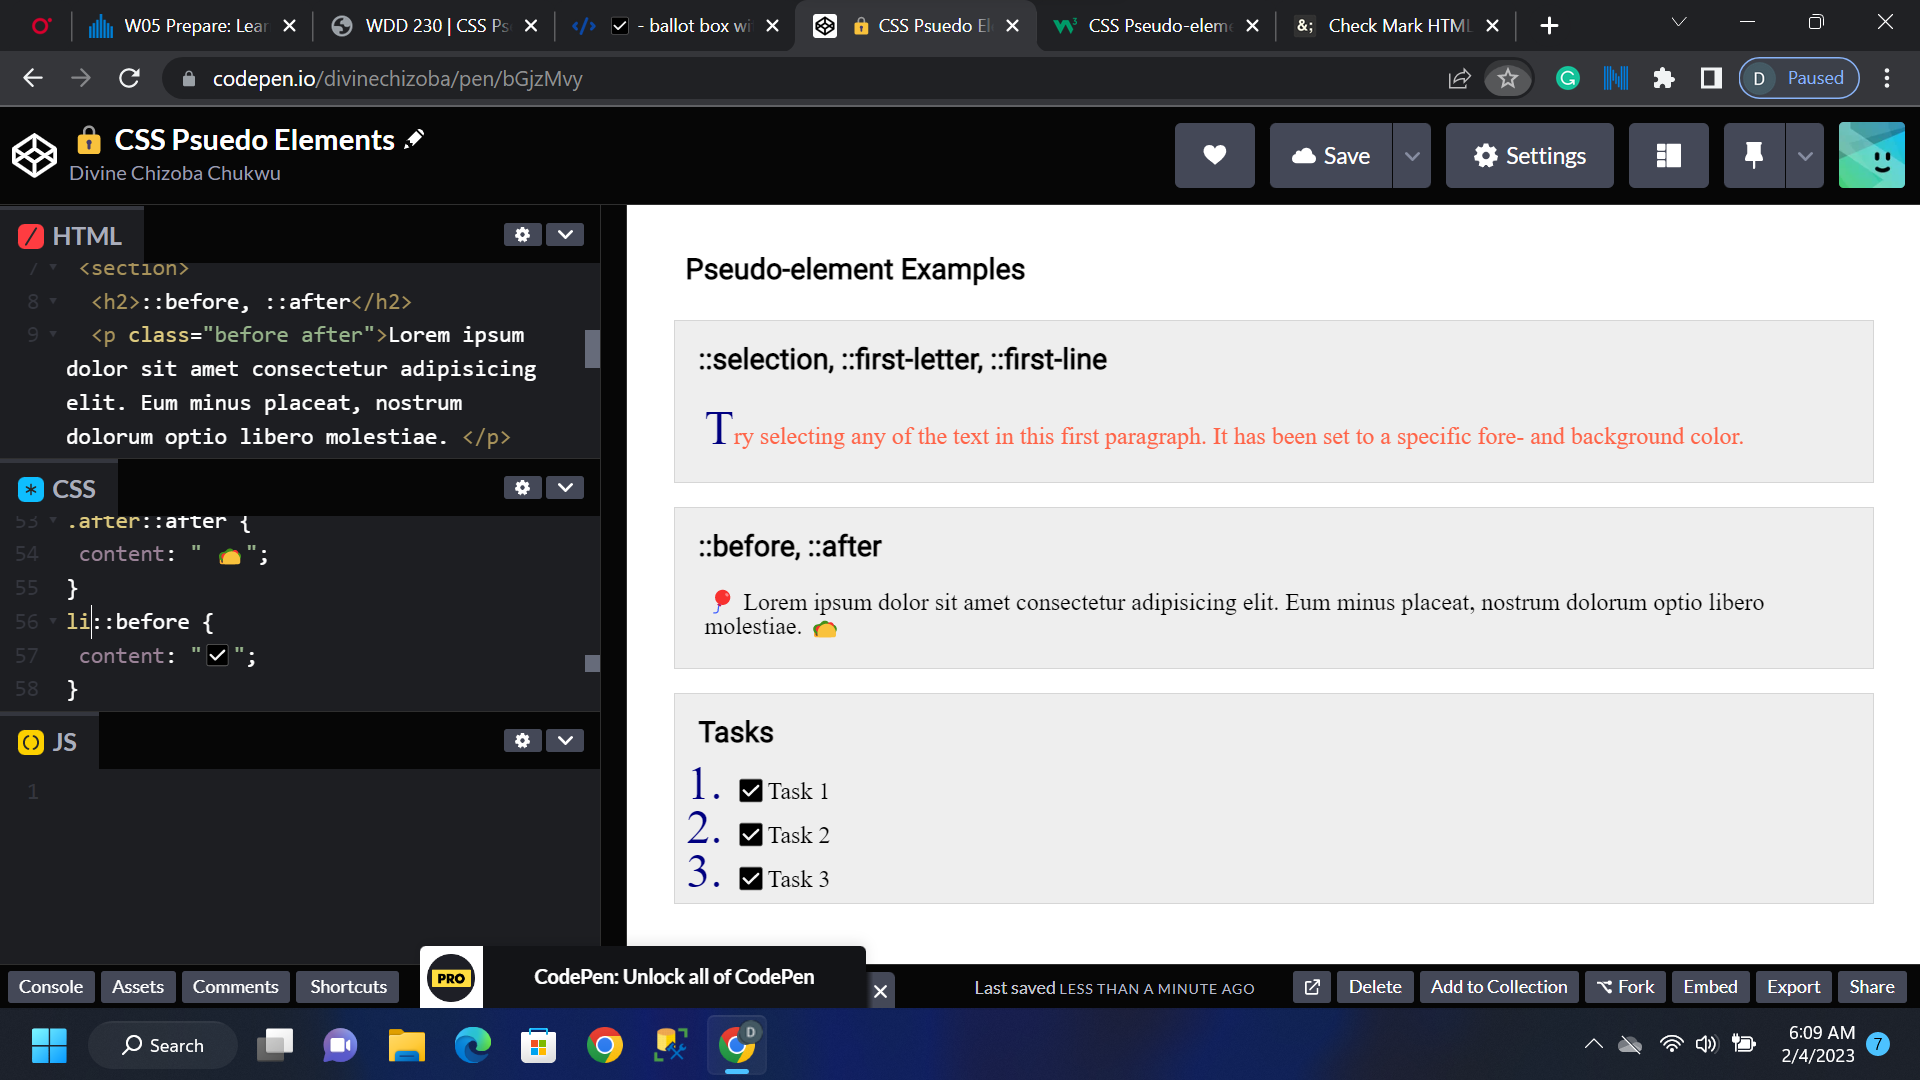 W05 Prepare: Lear
WDD 230 | CSS Ps
</> ☑ - ballot box wi
🔒 CSS Psuedo El
CSS Pseudo-eleme
&; Check Mark HTML
codepen.io/divinechizoba/pen/bGjzMvy
D Paused
CSS Psuedo Elements
Divine Chizoba Chukwu
Save
Settings
HTML
7 <section>
8 <h2>::before, ::after</h2>
9 <p class="before after">Lorem ipsum
dolor sit amet consectetur adipisicing
elit. Eum minus placeat, nostrum
dolorum optio libero molestiae. </p>
CSS
53 .after::after {
54 content: " 🌮";
55 }
56 li::before {
57 content: "☑";
58 }
JS
1
Pseudo-element Examples
::selection, ::first-letter, ::first-line
Try selecting any of the text in this first paragraph. It has been set to a specific fore- and background color.
::before, ::after
🎈 Lorem ipsum dolor sit amet consectetur adipisicing elit. Eum minus placeat, nostrum dolorum optio libero
molestiae. 🌮
Tasks
1. ☑ Task 1
2. ☑ Task 2
3. ☑ Task 3
Console
Assets
Comments
Shortcuts
PRO
CodePen: Unlock all of CodePen
Last saved LESS THAN A MINUTE AGO
Delete
Add to Collection
Fork
Embed
Export
Share
Search
D
6:09 AM
2/4/2023
7